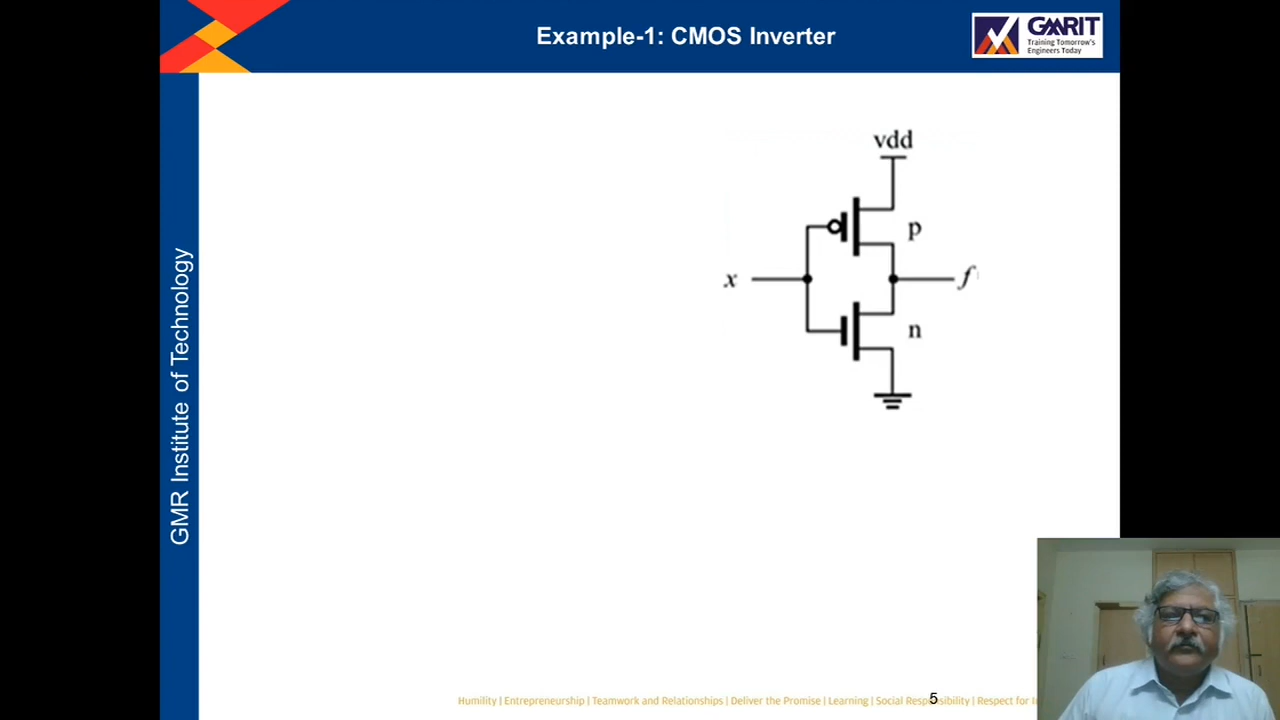 Example-1: CMOS Inverter
GMRIT
Training Tomorrow's
Engineers Today
GMR Institute of Technology
vdd
p
x
f
n
Humility | Entrepreneurship | Teamwork and Relationships | Deliver the Promise | Learning | Social Responsibility | Respect for
5